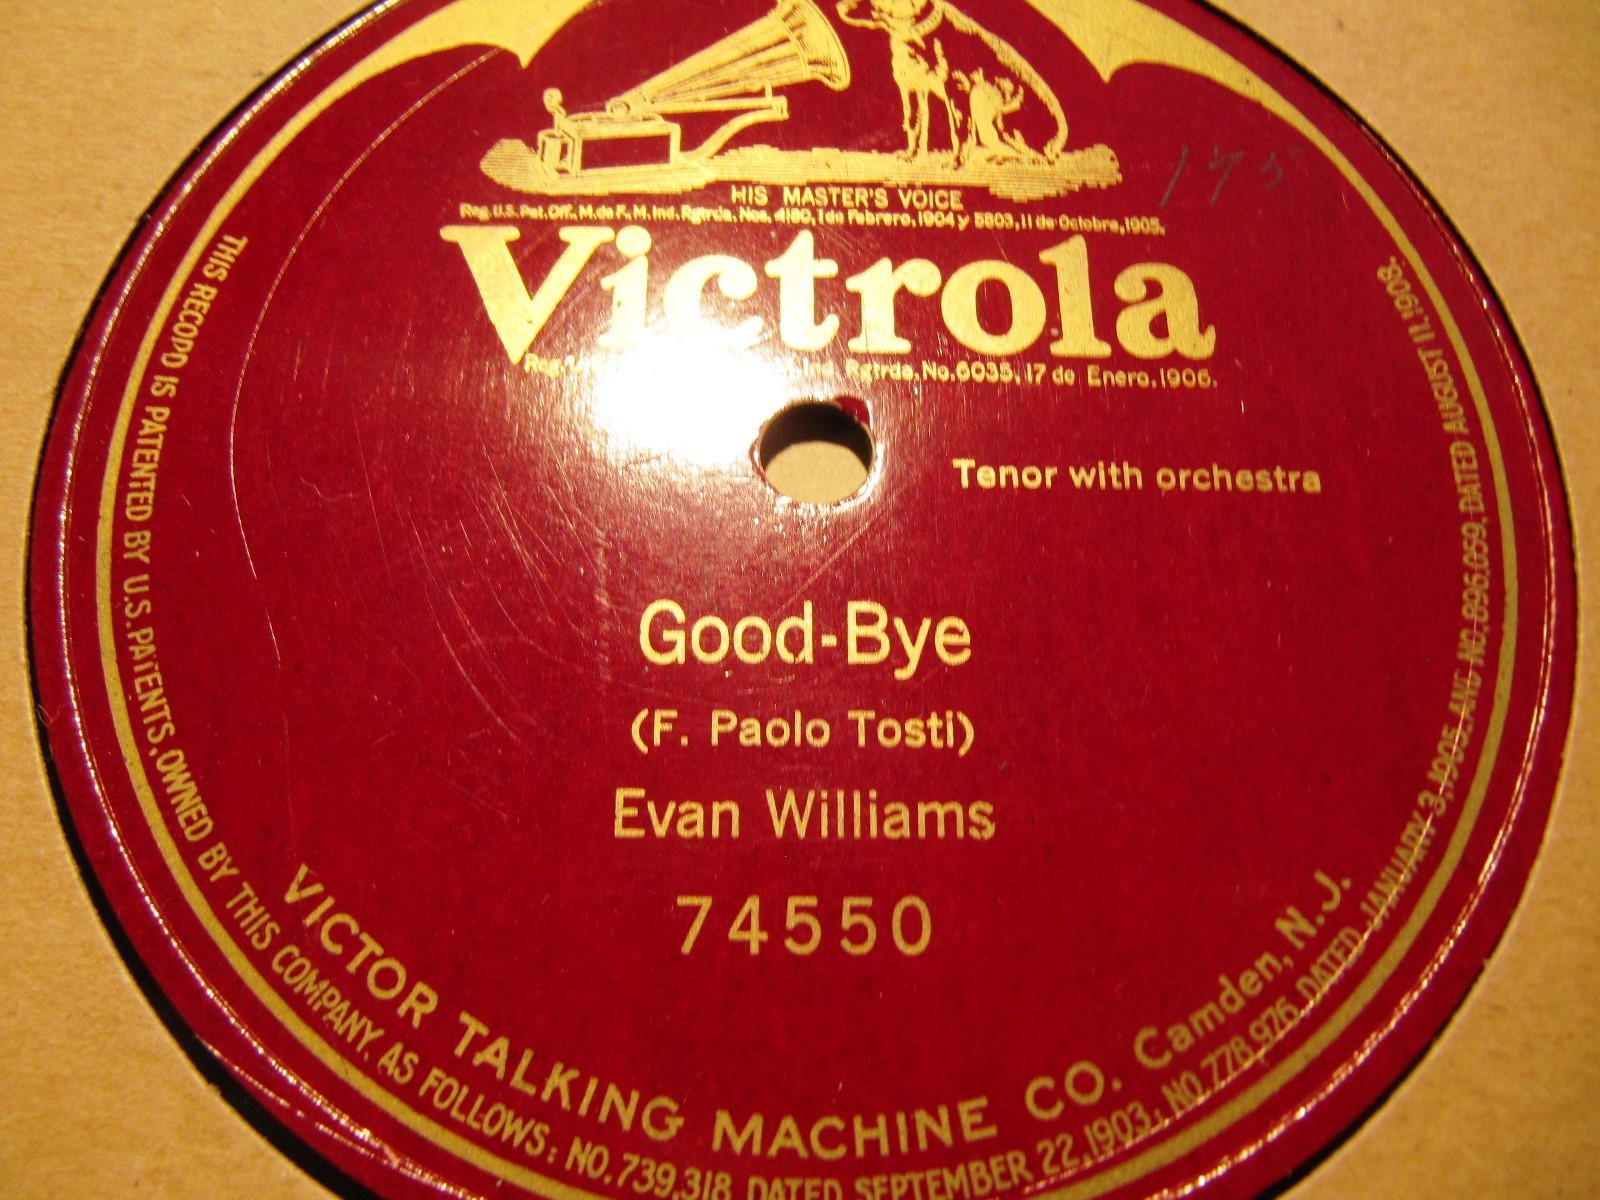 175
HIS MASTER'S VOICE
Reg. U.S. Pat. Off. M. de F. M. Ind. Rgtrda. Nos. 4180, 1 de Febrero, 1904 y 5803, 11 de Octubre, 1905.
Victrola
Reg. Ind. Rgtrda. No. 6035, 17 de Enero, 1906.
Tenor with orchestra
Good-Bye
(F. Paolo Tosti)
Evan Williams
74550
VICTOR TALKING MACHINE CO. Camden, N.J.
THIS RECORD IS PATENTED BY U.S. PATENTS, OWNED BY THIS COMPANY, AS FOLLOWS: NO. 739,318 DATED SEPTEMBER 22, 1903; NO. 778,976 DATED JANUARY 3, 1905, AND NO. 896,059, DATED AUGUST 11, 1908.